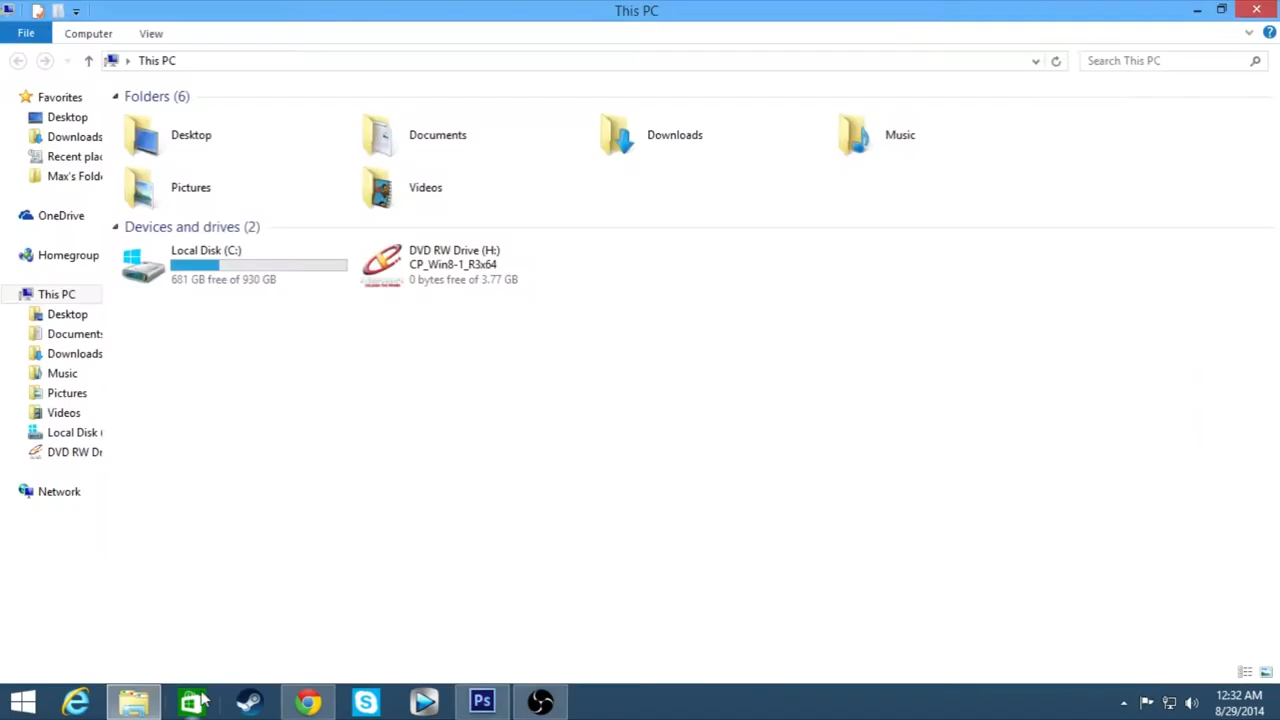 This PC
File
Computer
View
This PC
Search This PC
Favorites
Desktop
Downloads
Recent plac
Max's Folde
OneDrive
Homegroup
This PC
Desktop
Documents
Downloads
Music
Pictures
Videos
Local Disk (
DVD RW Dr
Network
Folders (6)
Desktop
Documents
Downloads
Music
Pictures
Videos
Devices and drives (2)
Local Disk (C:)
681 GB free of 930 GB
DVD RW Drive (H:)
CP_Win8-1_R3x64
0 bytes free of 3.77 GB
Ps
12:32 AM
8/29/2014